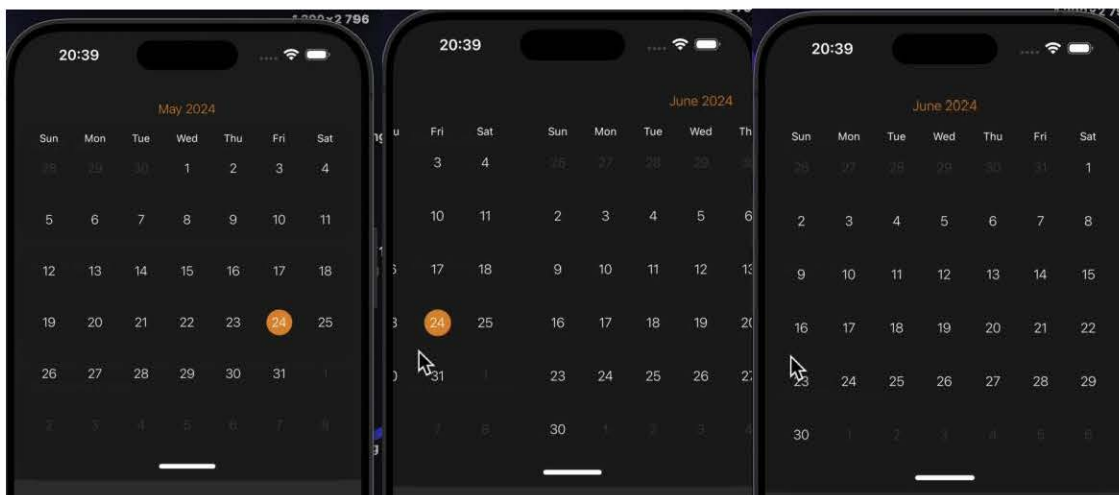 20:39
May 2024
Sun Mon Tue Wed Thu Fri Sat
28 29 30 1 2 3 4
5 6 7 8 9 10 11
12 13 14 15 16 17 18
19 20 21 22 23 24 25
26 27 28 29 30 31 1
2 3 4 5 6 7 8
20:39
June 2024
Fri Sat Sun Mon Tue Wed Th
3 4 26 27 28 29
10 11 2 3 4 5 6
17 18 9 10 11 12 13
24 25 16 17 18 19 20
31 1 23 24 25 26 27
7 8 30 1 2 3 4
20:39
June 2024
Sun Mon Tue Wed Thu Fri Sat
26 27 28 29 30 31 1
2 3 4 5 6 7 8
9 10 11 12 13 14 15
16 17 18 19 20 21 22
23 24 25 26 27 28 29
30 1 2 3 4 5 6